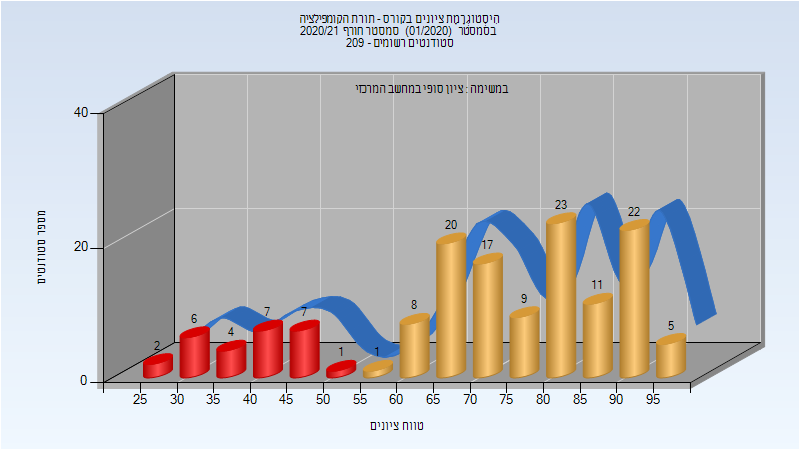 היסטוגרמת ציונים בקורס - תורת הקומפילציה
בסמסטר (01/2020) סמסטר חורף 2020/21
סטודנטים רשומים - 209
במשימה : ציון סופי במחשב המרכזי
מספר סטודנטים
40
20
0
2 6 4 7 7 1 1 8 20 17 9 23 11 22 5
25 30 35 40 45 50 55 60 65 70 75 80 85 90 95
טווח ציונים